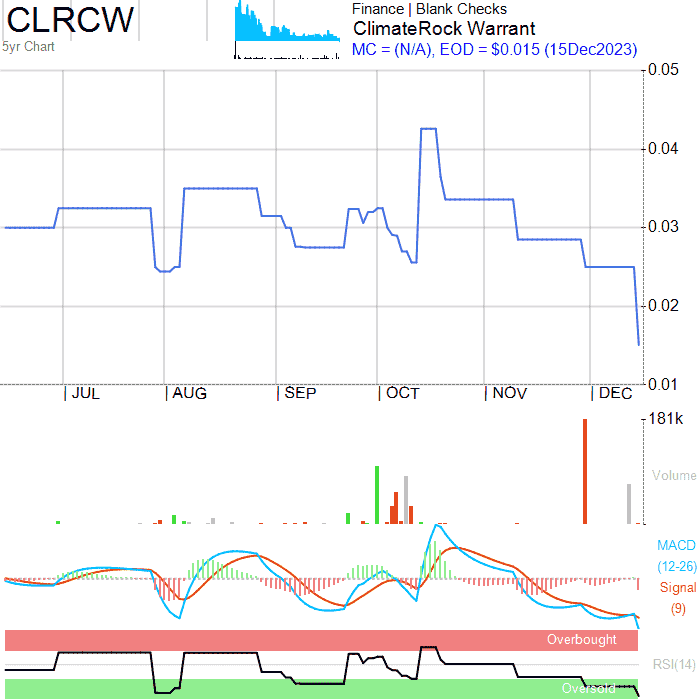 CLRCW
5yr Chart
Finance | Blank Checks
ClimateRock Warrant
MC = (N/A), EOD = $0.015 (15Dec2023)
0.05
0.04
0.03
0.02
0.01
| JUL | AUG | SEP | OCT | NOV | DEC
181k
Volume
MACD
(12-26)
Signal
(9)
Overbought
RSI(14)
Oversold